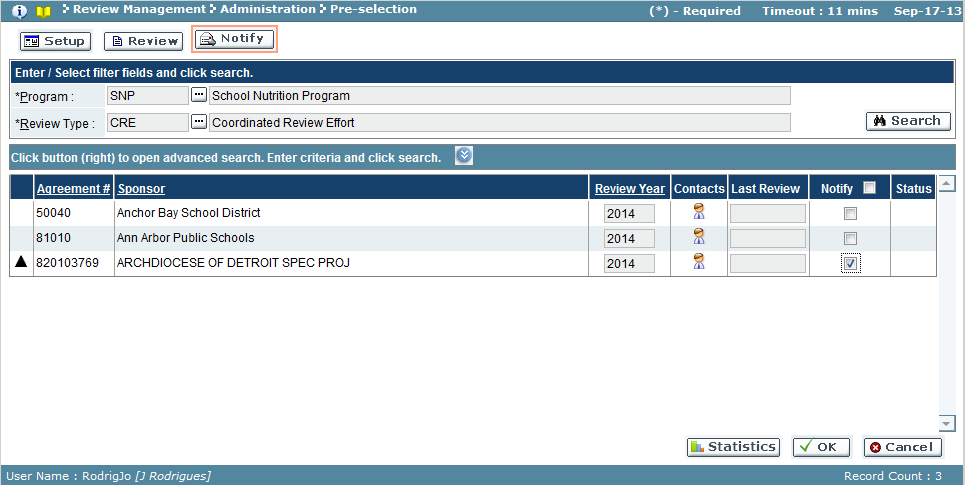 Review Management Administration Pre-selection (*) - Required Timeout : 11 mins Sep-17-13
Setup Review Notify
Enter / Select filter fields and click search.
*Program : SNP ... School Nutrition Program
*Review Type : CRE ... Coordinated Review Effort Search
Click button (right) to open advanced search. Enter criteria and click search.
Agreement # Sponsor Review Year Contacts Last Review Notify Status
50040 Anchor Bay School District 2014
81010 Ann Arbor Public Schools 2014
820103769 ARCHDIOCESE OF DETROIT SPEC PROJ 2014
Statistics OK Cancel
User Name : RodrigJo [J Rodrigues] Record Count : 3